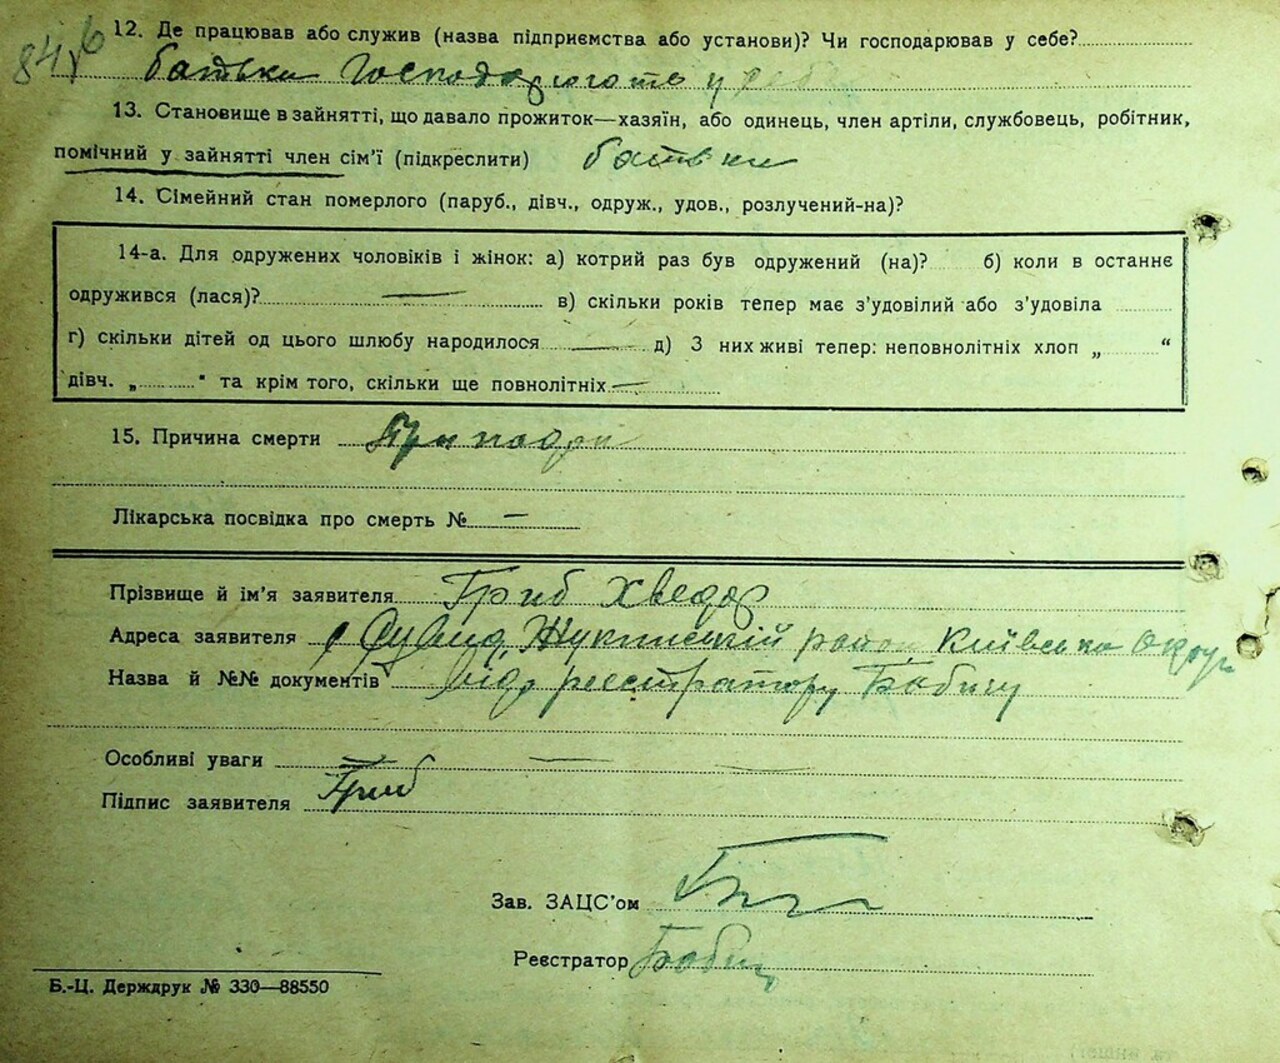 12. Де працював або служив (назва підприємства або установи)? Чи господарював у себе?
батьки господарюють у себе
13. Становище в зайнятті, що давало прожиток—хазяїн, або одинець, член артіли, службовець, робітник,
помічний у зайнятті член сім'ї (підкреслити) батьки
14. Сімейний стан померлого (паруб., дівч., одруж., удов., розлучений-на)?
14-а. Для одружених чоловіків і жінок: а) котрий раз був одружений (на)? б) коли в останнє
одружився (лася)? — в) скільки років тепер має з'удовілий або з'удовіла
г) скільки дітей од цього шлюбу народилося — д) З них живі тепер: неповнолітніх хлоп „ “
дівч. „ " та крім того, скільки ще повнолітніх —
15. Причина смерти
Лікарська посвідка про смерть № —
Прізвище й ім'я заявителя Гриб Хведор
Адреса заявителя с Сувид, Жукинський район Київська округ
Назва й №№ документів від реєстратору Бабичу
Особливі уваги — — —
Підпис заявителя Гриб
Зав. ЗАЦС'ом
Реєстратор Бабич
Б.-Ц. Держдрук № 330—88550